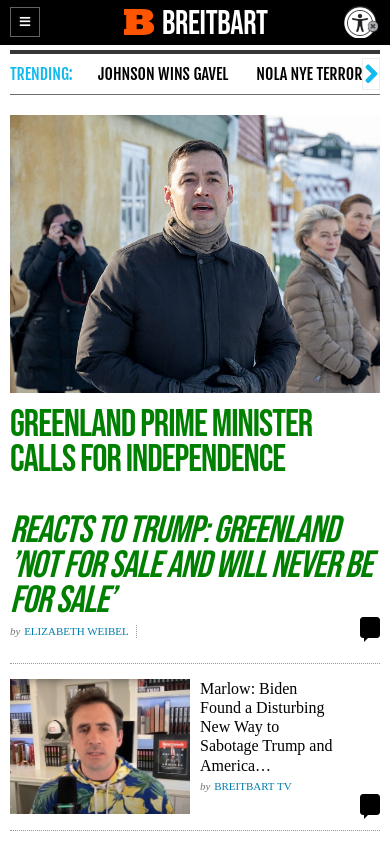 BREITBART
TRENDING: JOHNSON WINS GAVEL NOLA NYE TERROR
GREENLAND PRIME MINISTER
CALLS FOR INDEPENDENCE
REACTS TO TRUMP: GREENLAND
’NOT FOR SALE AND WILL NEVER BE
FOR SALE’
by ELIZABETH WEIBEL
Marlow: Biden
Found a Disturbing
New Way to
Sabotage Trump and
America…
by BREITBART TV